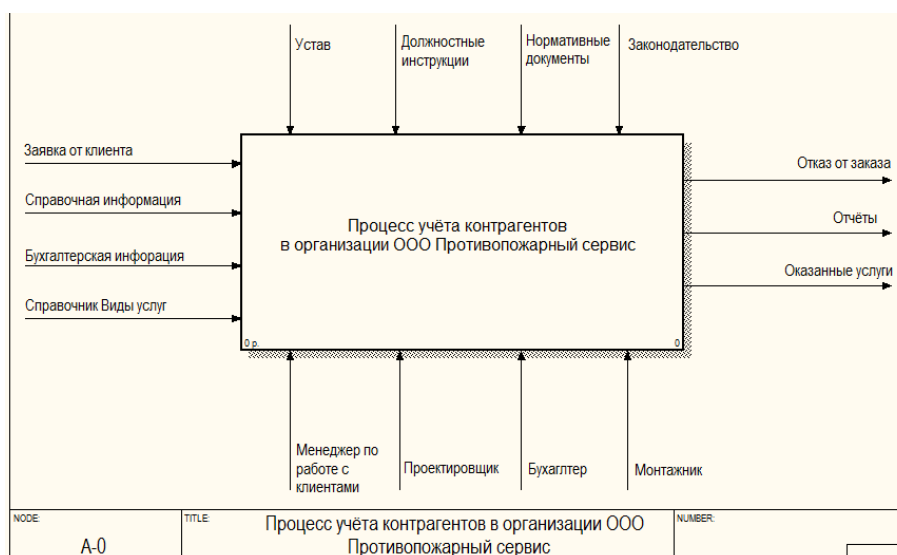 Устав
Должностные
инструкции
Нормативные
документы
Законодательство
Заявка от клиента
Справочная информация
Бухгалтерская инфорация
Справочник Виды услуг
Процесс учёта контрагентов
в организации ООО Противопожарный сервис
0 р.
0
Отказ от заказа
Отчёты
Оказанные услуги
Менеджер по
работе с
клиентами
Проектировщик
Бухаглтер
Монтажник
NODE:
A-0
TITLE:
Процесс учёта контрагентов в организации ООО
Противопожарный сервис
NUMBER: